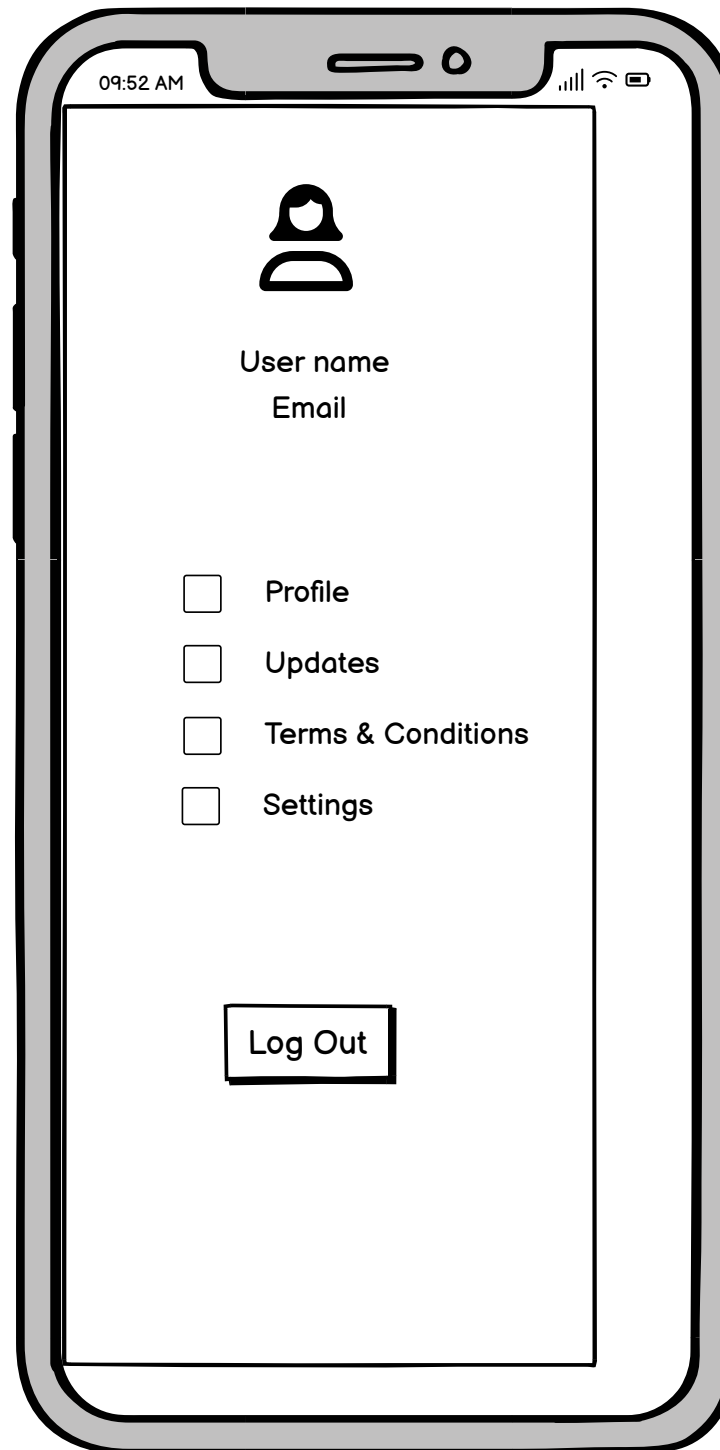 09:52 AM
User name
Email
Profile
Updates
Terms & Conditions
Settings
Log Out